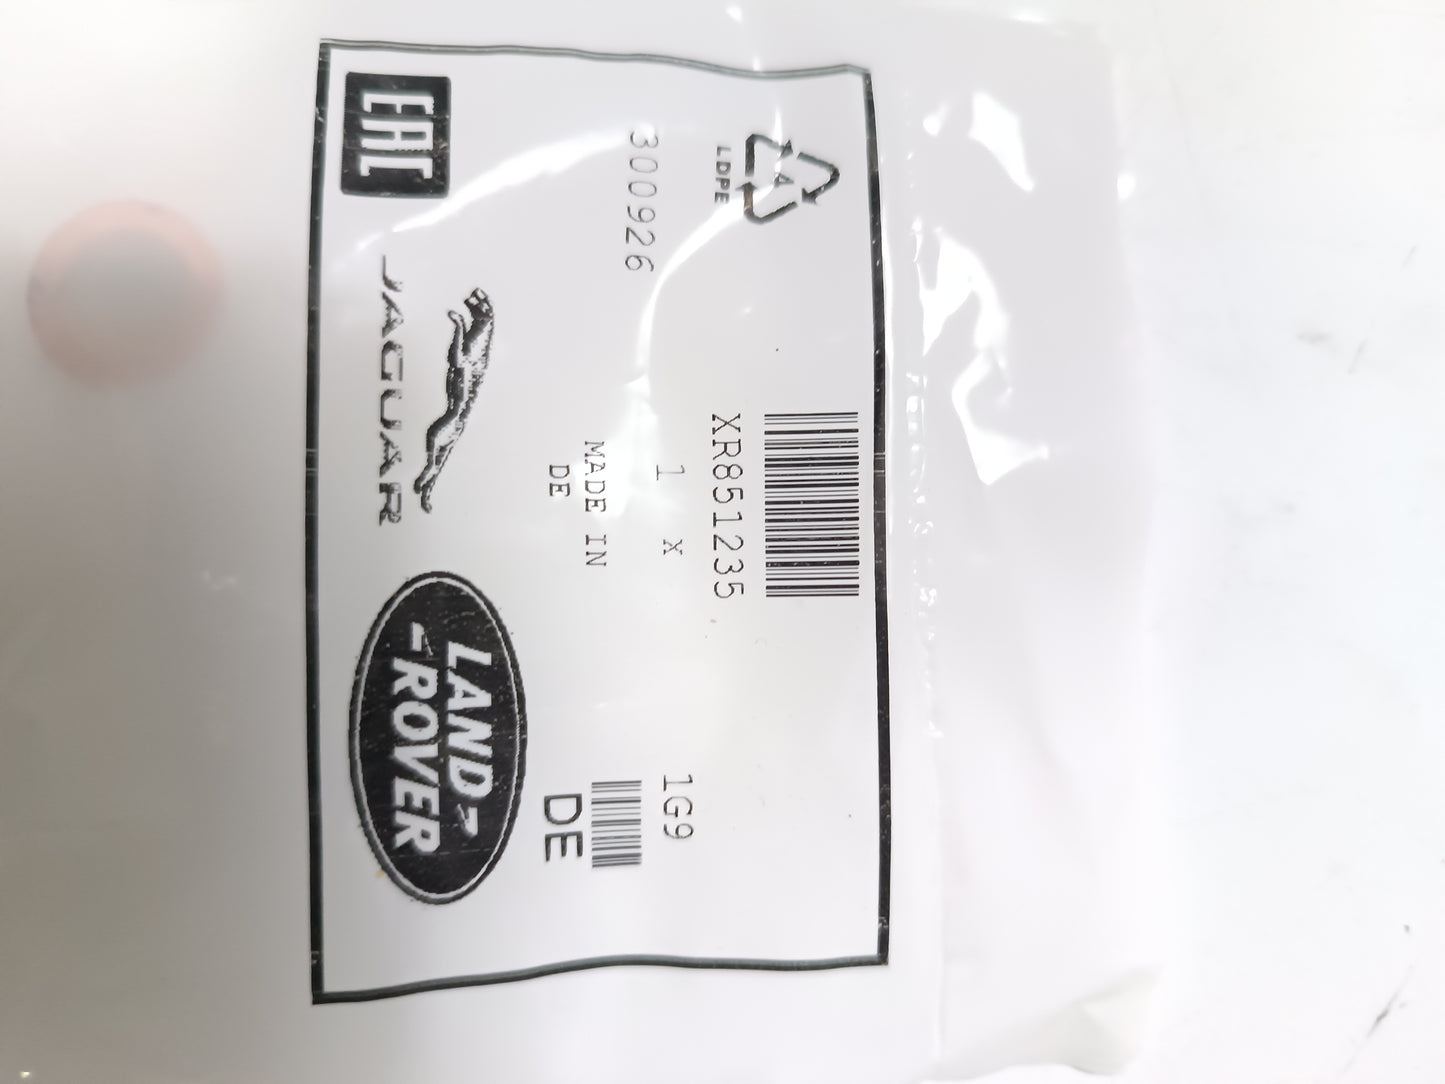 LDPE
300926
XR851235
1 x
MADE IN
DE
1G9
DE
EAC
JAGUAR
LAND
-ROVER